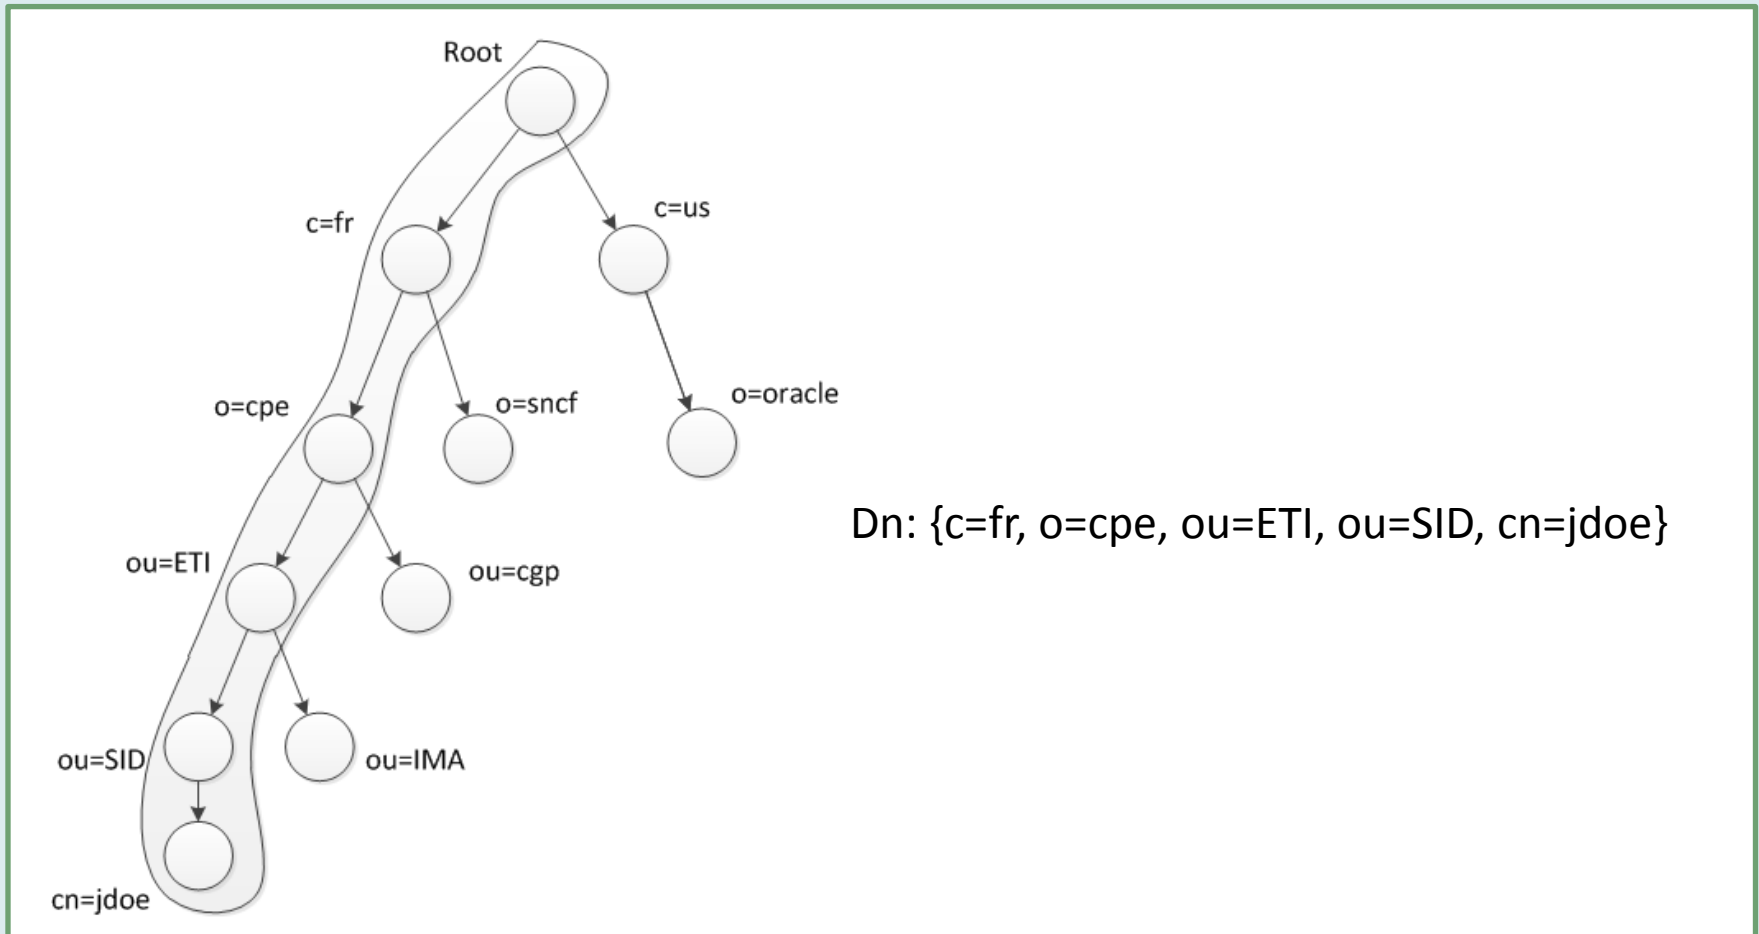 Root
c=us
c=fr
o=oracle
o=sncf
o=cpe
Dn: {c=fr, o=cpe, ou=ETI, ou=SID, cn=jdoe}
ou=ETI
ou=cgp
ou=SID
ou=IMA
cn=jdoe